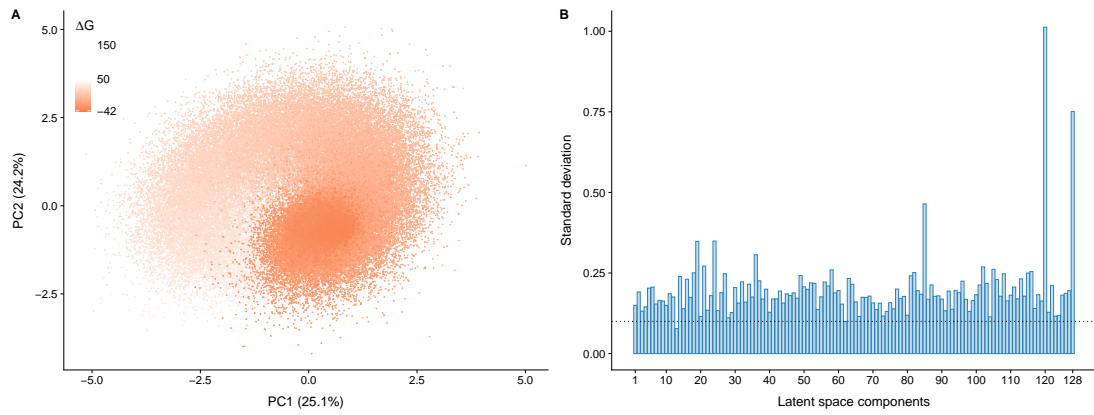 A
ΔG
150
50
−42
5.0
2.5
0.0
−2.5
PC2 (24.2%)
−5.0 −2.5 0.0 2.5 5.0
PC1 (25.1%)
B
1.00
0.75
0.50
0.25
0.00
Standard deviation
1 10 20 30 40 50 60 70 80 90 100 110 120 128
Latent space components